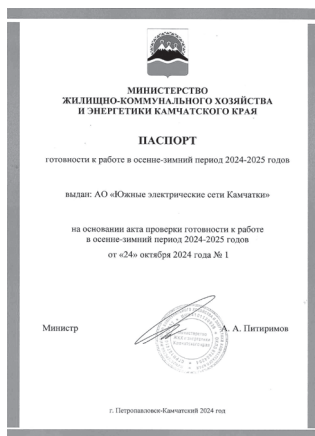 МИНИСТЕРСТВО
ЖИЛИЩНО-КОММУНАЛЬНОГО ХОЗЯЙСТВА
И ЭНЕРГЕТИКИ КАМЧАТСКОГО КРАЯ
ПАСПОРТ
готовности к работе в осенне-зимний период 2024-2025 годов
выдан: АО «Южные электрические сети Камчатки»
на основании акта проверки готовности к работе
в осенне-зимний период 2024-2025 годов
от «24» октября 2024 года № 1
Министр А. А. Питиримов
г. Петропавловск-Камчатский 2024 год